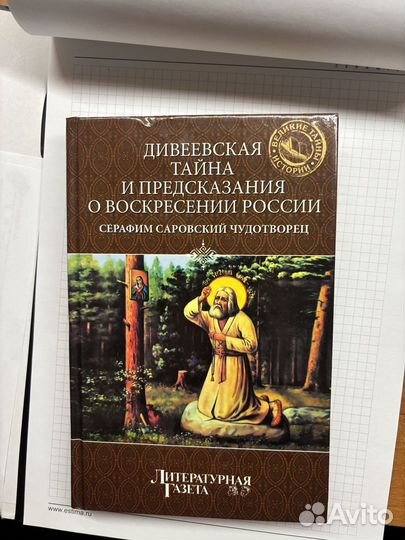 ВЕЛИКИЕ ТАЙНЫ
ИСТОРИИ
ДИВЕЕВСКАЯ
ТАЙНА
И ПРЕДСКАЗАНИЯ
О ВОСКРЕСЕНИИ РОССИИ
СЕРАФИМ САРОВСКИЙ ЧУДОТВОРЕЦ
ЛИТЕРАТУРНАЯ
ГАЗЕТА
www.estima.ru
Avito